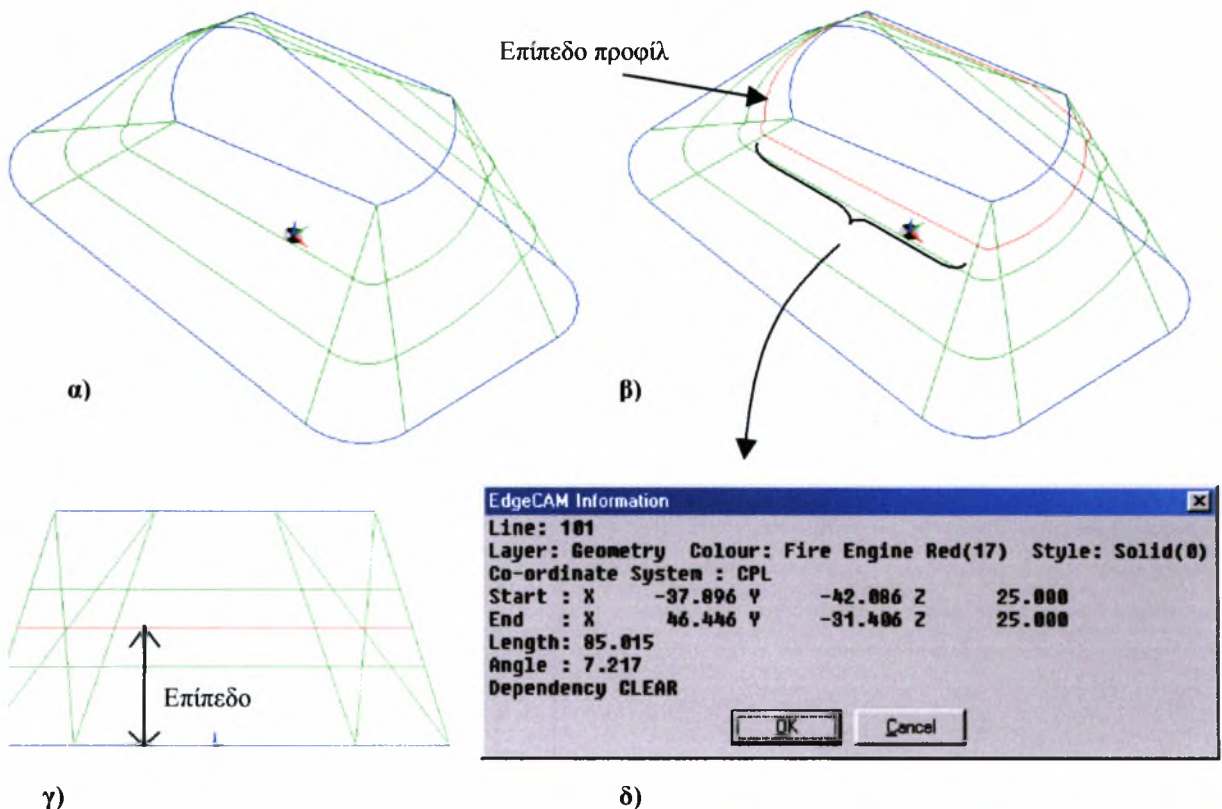 Επίπεδο προφίλ
α)
β)
EdgeCAM Information
Line: 101
Layer: Geometry Colour: Fire Engine Red(17) Style: Solid(0)
Co-ordinate System : CPL
Start : X -37.896 Y -42.086 Z 25.000
End : X 46.446 Y -31.406 Z 25.000
Length: 85.015
Angle : 7.217
Dependency CLEAR
OK Cancel
Επίπεδο
γ)
δ)